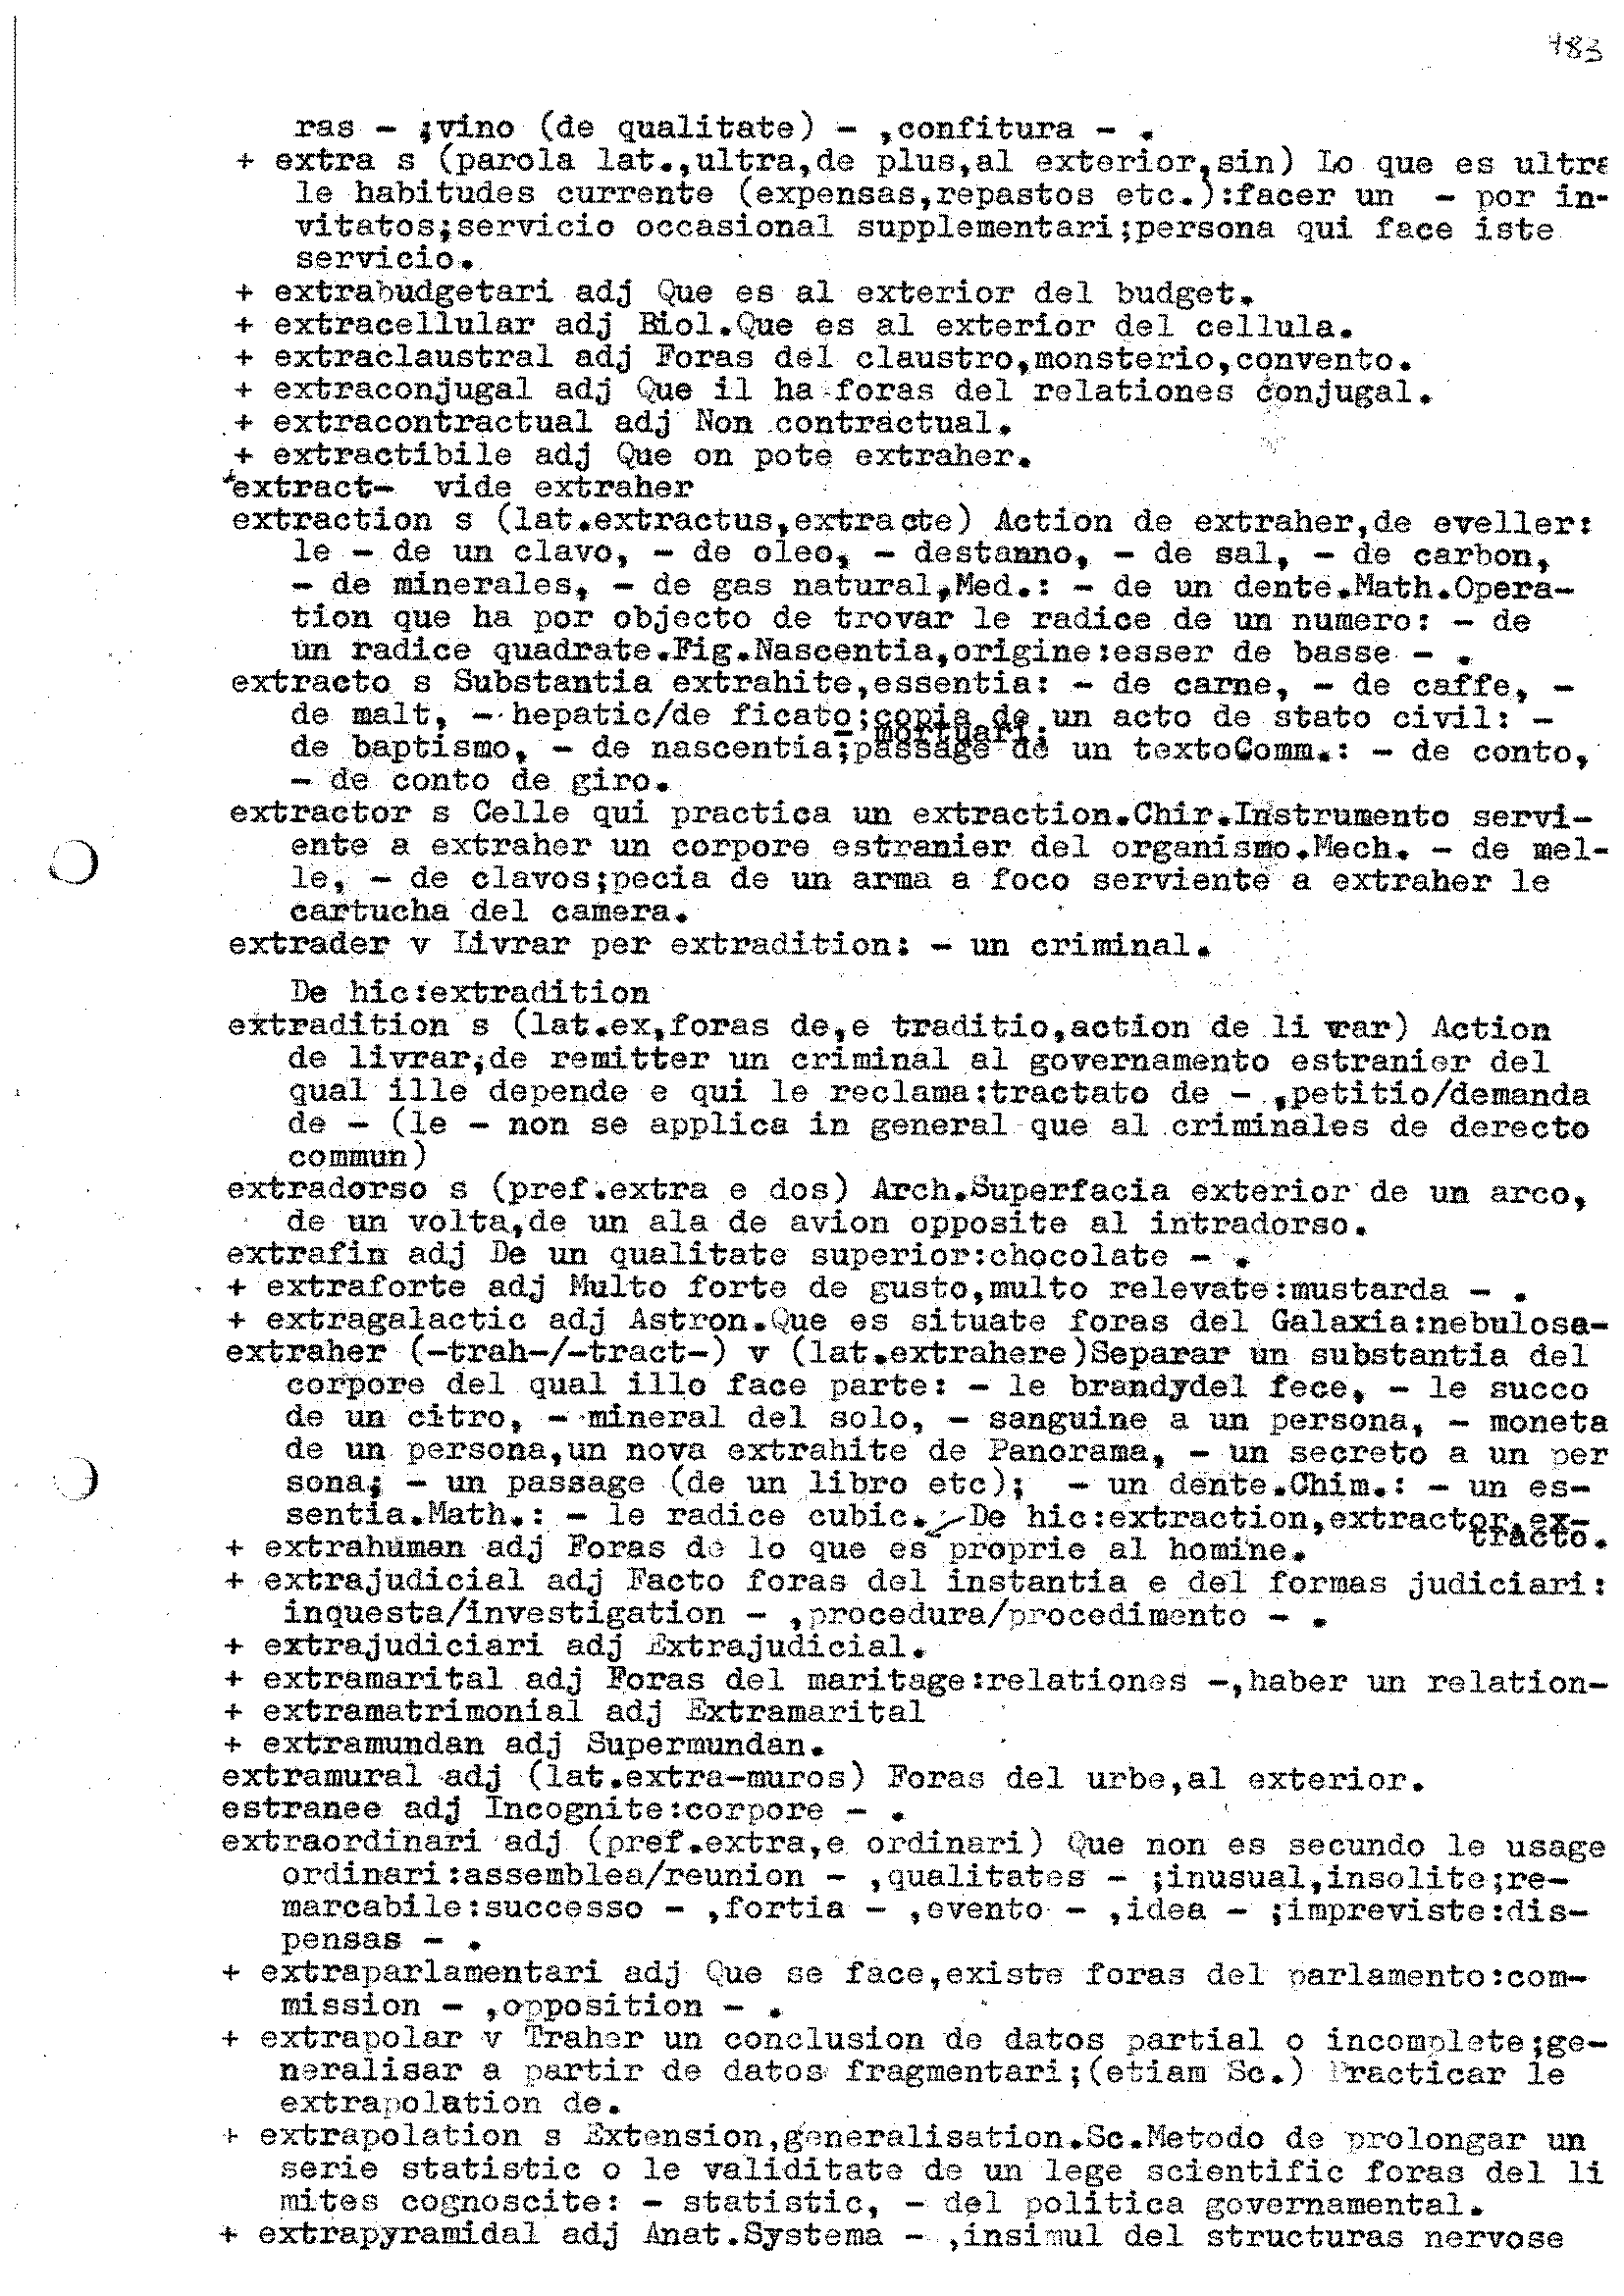 483
ras - ;vino (de qualitate) - ,confitura - .
+ extra s (parola lat.,ultra,de plus,al exterior,sin) Lo que es ultra
le habitudes currente (expensas,repastos etc.):facer un - por in-
vitatos;servicio occasional supplementari;persona qui face iste
servicio.
+ extrabudgetari adj Que es al exterior del budget.
+ extracellular adj Biol.Que es al exterior del cellula.
+ extraclaustral adj Foras del claustro,monsterio,convento.
+ extraconjugal adj Que il ha foras del relationes conjugal.
+ extracontractual adj Non contractual.
+ extractibile adj Que on pote extraher.
+extract- vide extraher
extraction s (lat.extractus,extracte) Action de extraher,de eveller:
le - de un clavo, - de oleo, - destanno, - de sal, - de carbon,
- de minerales, - de gas natural,Med.: - de un dente.Math.Opera-
tion que ha por objecto de trovar le radice de un numero: - de
un radice quadrate.Fig.Nascentia,origine:esser de basse - .
extracto s Substantia extrahite,essentia: - de carne, - de caffe, -
de malt, - hepatic/de ficato;copia de un acto de stato civil: -
- mortuari;
de baptismo, - de nascentia;passage de un textoComm.: - de conto,
- de conto de giro.
extractor s Celle qui practica un extraction.Chir.Instrumento servi-
ente a extraher un corpore estranier del organismo.Mech. - de mel-
le, - de clavos;pecia de un arma a foco serviente a extraher le
cartucha del camera.
extrader v Livrar per extradition: - un criminal.
De hic:extradition
extradition s (lat.ex,foras de,e traditio,action de li vrar) Action
de livrar,de remitter un criminal al governamento estranier del
qual ille depende e qui le reclama:tractato de - ,petitio/demanda
de - (le - non se applica in general que al criminales de derecto
commun)
extradorso s (pref.extra e dos) Arch.Superfacia exterior de un arco,
de un volta,de un ala de avion opposite al intradorso.
extrafin adj De un qualitate superior:chocolate - .
+ extraforte adj Multo forte de gusto,multo relevate:mustarda - .
+ extragalactic adj Astron.Que es situate foras del Galaxia:nebulosa-
extraher (-trah-/-tract-) v (lat.extrahere)Separar un substantia del
corpore del qual illo face parte: - le brandydel fece, - le succo
de un citro, - mineral del solo, - sanguine a un persona, - moneta
de un persona,un nova extrahite de Panorama, - un secreto a un per
sona; - un passage (de un libro etc); - un dente.Chim.: - un es-
sentia.Math.: - le radice cubic. De hic:extraction,extractor,ex-
tracto.
+ extrahuman adj Foras de lo que es proprie al homine.
+ extrajudicial adj Facto foras del instantia e del formas judiciari:
inquesta/investigation - ,procedura/procedimento - .
+ extrajudiciari adj Extrajudicial.
+ extramarital adj Foras del maritage:relationes -,haber un relation-
+ extramatrimonial adj Extramarital
+ extramundan adj Supermundan.
extramural adj (lat.extra-muros) Foras del urbe,al exterior.
estranee adj Incognite:corpore - .
extraordinari adj (pref.extra,e ordinari) Que non es secundo le usage
ordinari:assemblea/reunion - ,qualitates - ;inusual,insolite;re-
marcabile:successo - ,fortia - ,evento - ,idea - ;impreviste:dis-
pensas - .
+ extraparlamentari adj Que se face,existe foras del parlamento:com-
mission - ,opposition - .
+ extrapolar v Traher un conclusion de datos partial o incomplete;ge-
neralisar a partir de datos fragmentari;(etiam Sc.) Practicar le
extrapolation de.
+ extrapolation s Extension,generalisation.Sc.Metodo de prolongar un
serie statistic o le validitate de un lege scientific foras del li
mites cognoscite: - statistic, - del politica governamental.
+ extrapyramidal adj Anat.Systema - ,insimul del structuras nervose